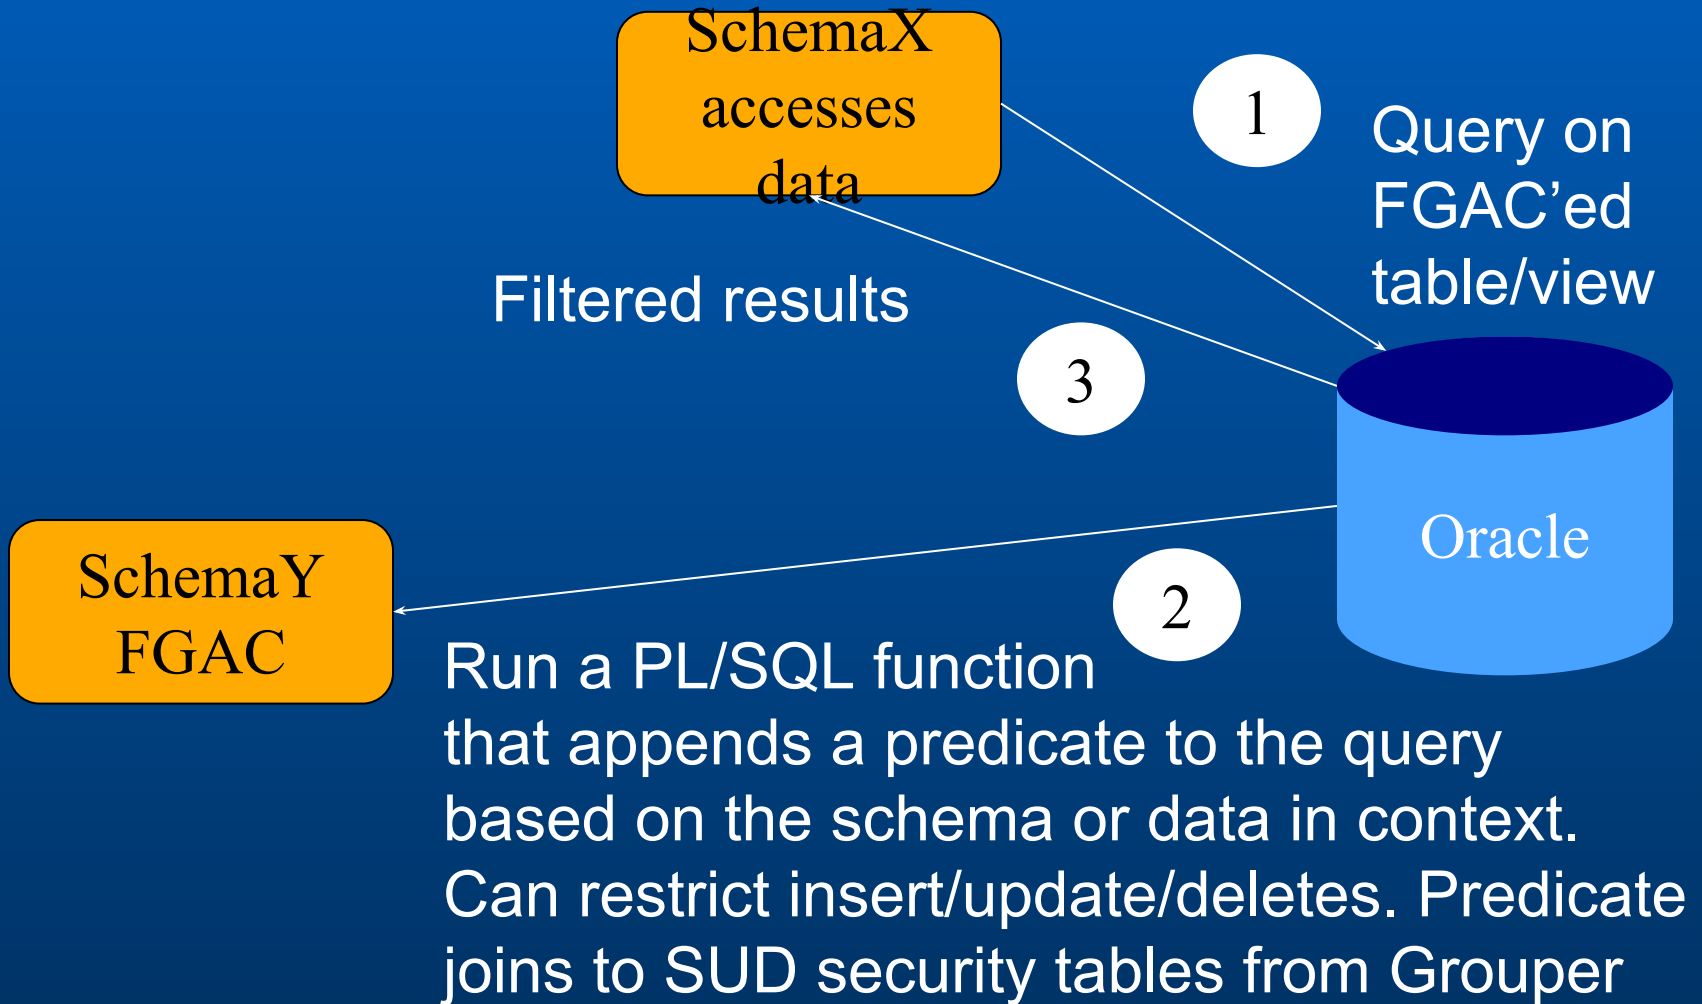 SchemaX
accesses
data
1
Query on
FGAC’ed
table/view
Filtered results
3
Oracle
SchemaY
FGAC
2
Run a PL/SQL function
that appends a predicate to the query
based on the schema or data in context.
Can restrict insert/update/deletes. Predicate
joins to SUD security tables from Grouper